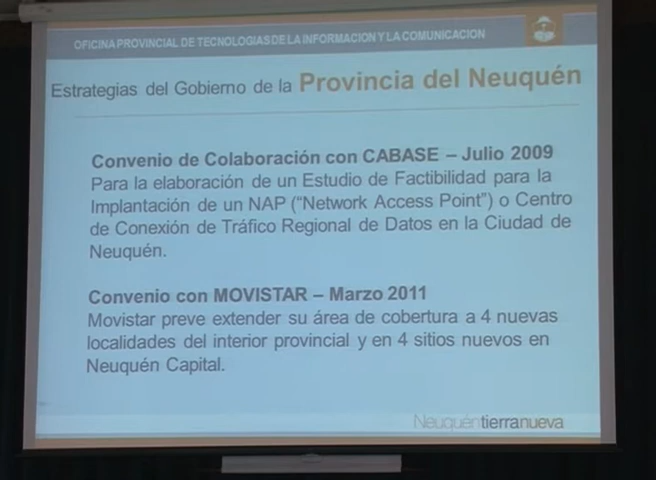 OFICINA PROVINCIAL DE TECNOLOGIAS DE LA INFORMACION Y LA COMUNICACION
Estrategias del Gobierno de la Provincia del Neuquén
Convenio de Colaboración con CABASE – Julio 2009
Para la elaboración de un Estudio de Factibilidad para la
Implantación de un NAP ("Network Access Point") o Centro
de Conexión de Tráfico Regional de Datos en la Ciudad de
Neuquén.
Convenio con MOVISTAR – Marzo 2011
Movistar preve extender su área de cobertura a 4 nuevas
localidades del interior provincial y en 4 sitios nuevos en
Neuquén Capital.
Neuquéntierranueva